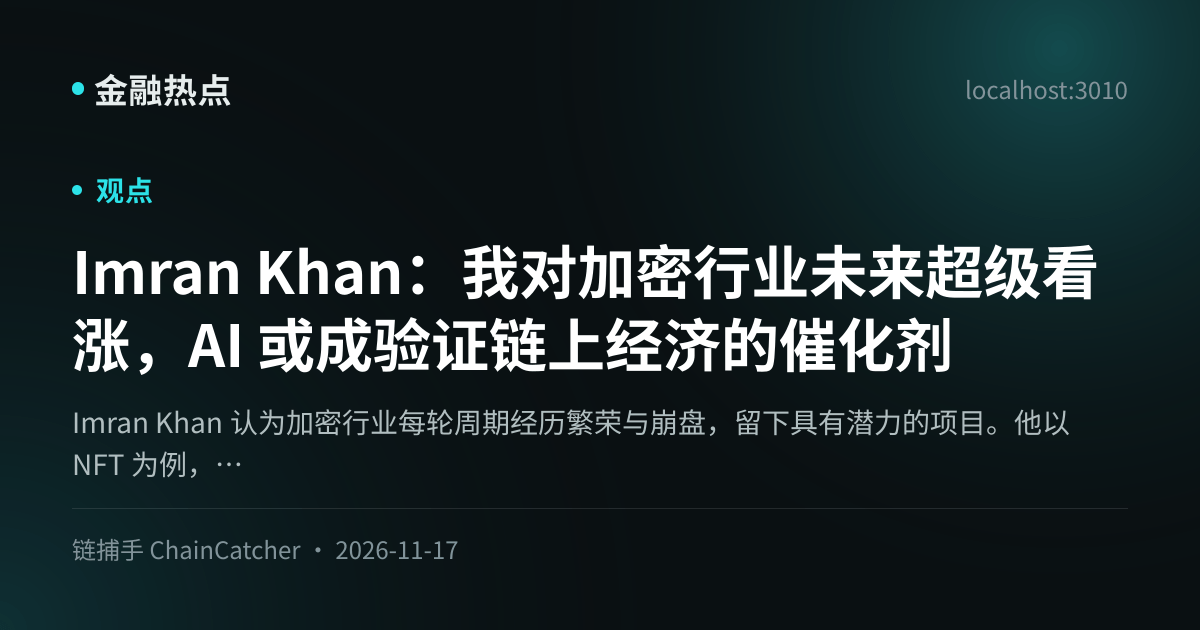 金融热点
localhost:3010
观点
Imran Khan：我对加密行业未来超级看
涨，AI 或成验证链上经济的催化剂
Imran Khan 认为加密行业每轮周期经历繁荣与崩盘，留下具有潜力的项目。他以
NFT 为例，…
链捕手 ChainCatcher · 2026-11-17